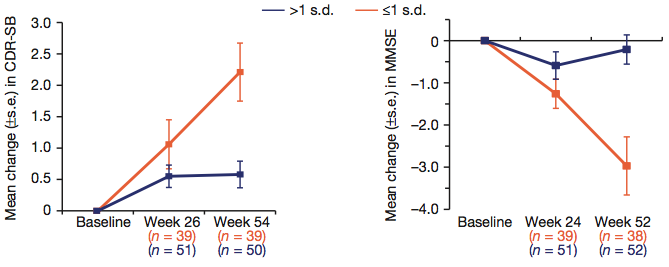 >1 s.d. ≤1 s.d.
Mean change (±s.e.) in CDR-SB
3.0
2.5
2.0
1.5
1.0
0.5
0
Baseline Week 26 Week 54
(n = 39) (n = 39)
(n = 51) (n = 50)
Mean change (±s.e.) in MMSE
0
−1.0
−2.0
−3.0
−4.0
Baseline Week 24 Week 52
(n = 39) (n = 38)
(n = 51) (n = 52)